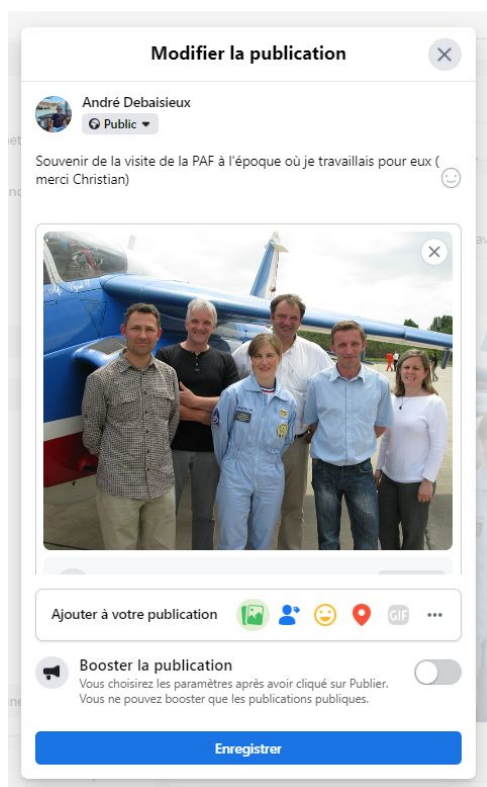 Modifier la publication
André Debaisieux
Public
Souvenir de la visite de la PAF à l'époque où je travaillais pour eux (
merci Christian)
Ajouter à votre publication
GIF
Booster la publication
Vous choisirez les paramètres après avoir cliqué sur Publier.
Vous ne pouvez booster que les publications publiques.
Enregistrer